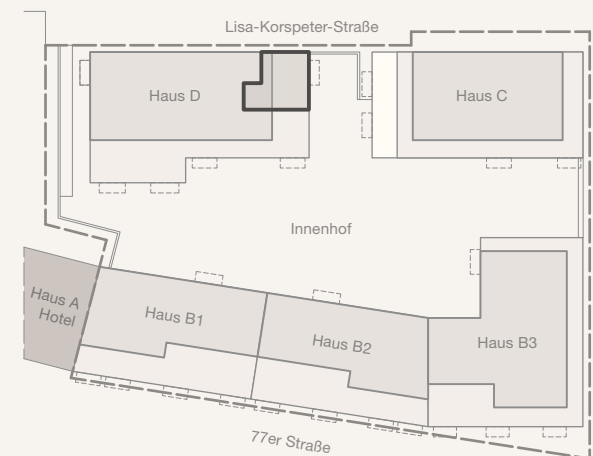 Lisa-Korspeter-Straße
Haus D
Haus C
Innenhof
Haus A
Hotel
Haus B1
Haus B2
Haus B3
77er Straße